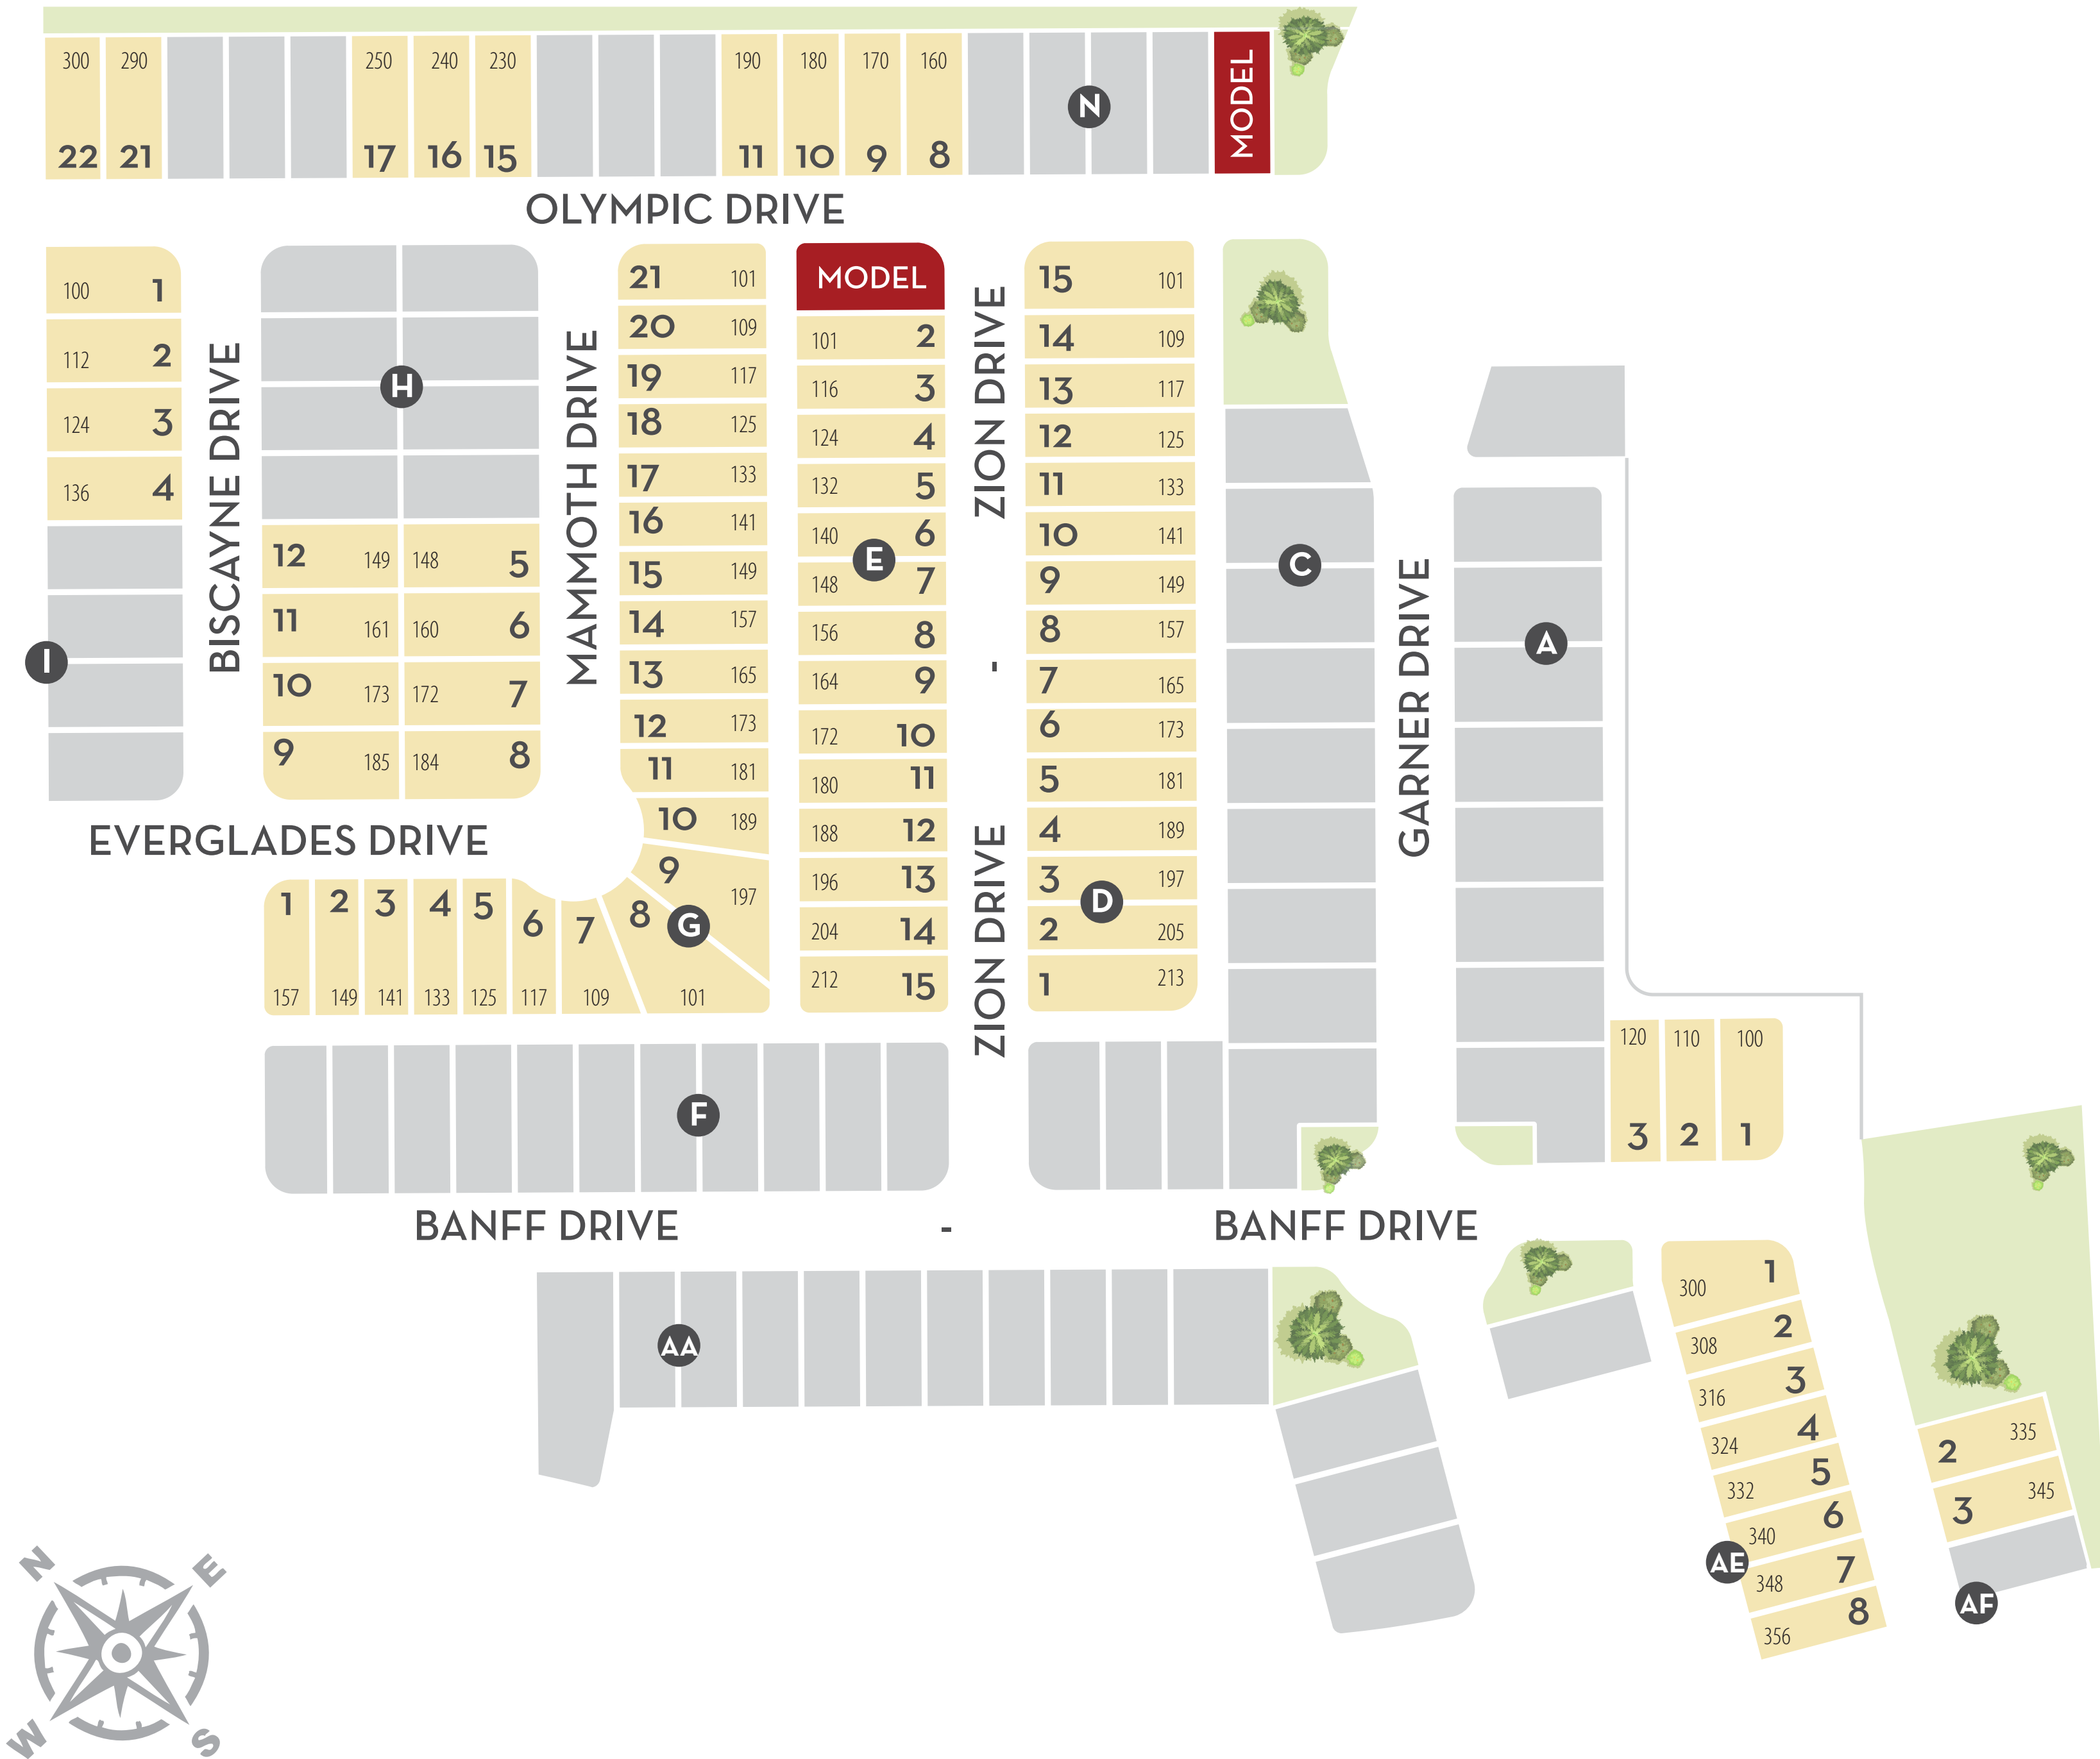 300 290 250 240 230 190 180 170 160
MODEL
N
22 21 17 16 15 11 10 9 8
OLYMPIC DRIVE
100 1
112 2
124 3
136 4
I
BISCAYNE DRIVE
H
12 149 148 5
11 161 160 6
10 173 172 7
9 185 184 8
MAMMOTH DRIVE
EVERGLADES DRIVE
21 101
20 109
19 117
18 125
17 133
16 141
15 149
14 157
13 165
12 173
11 181
10 189
9 197
G
1 2 3 4 5 6 7 8
157 149 141 133 125 117 109 101
MODEL
101 2
116 3
124 4
132 5
140 6
E
148 7
156 8
164 9
172 10
180 11
188 12
196 13
204 14
212 15
ZION DRIVE - ZION DRIVE
15 101
14 109
13 117
12 125
11 133
10 141
9 149
8 157
7 165
6 173
5 181
4 189
3 197
D
2 205
1 213
C
GARNER DRIVE
A
120 110 100
3 2 1
F
BANFF DRIVE - BANFF DRIVE
AA
300 1
308 2
316 3
324 4
332 5
340 6
AE
348 7
356 8
2 335
3 345
AF
N
E
W
S